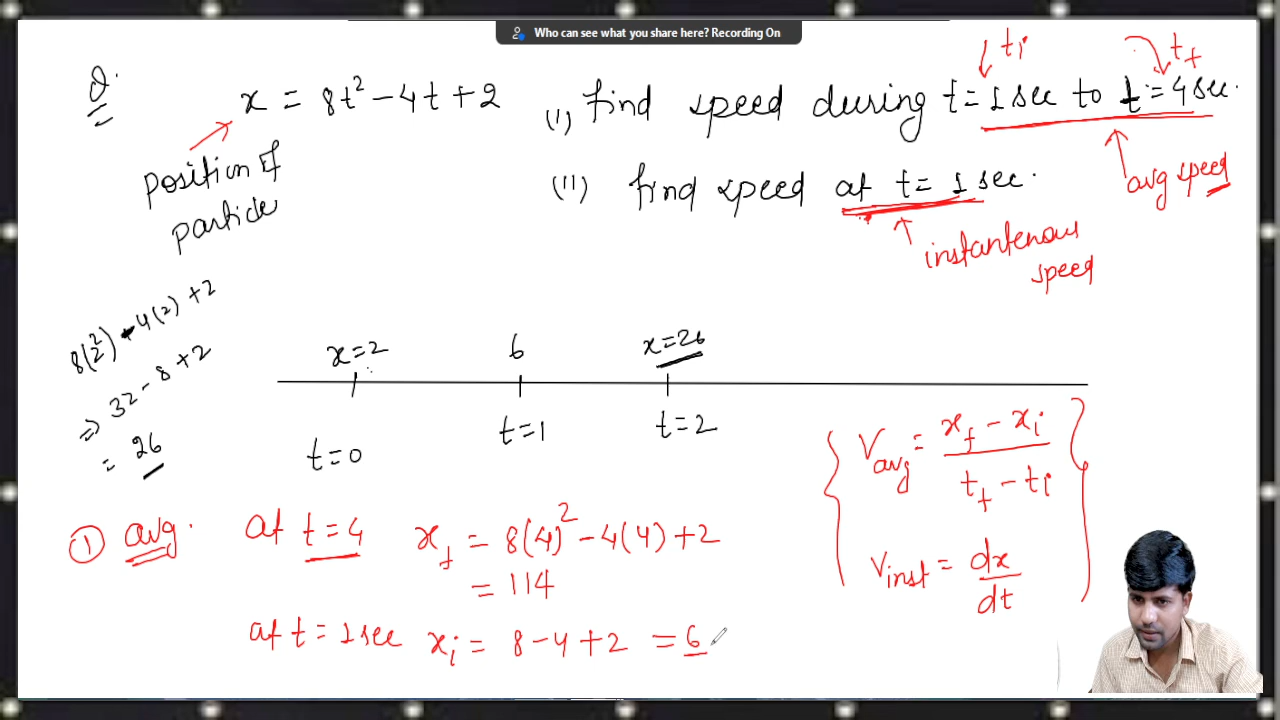 Who can see what you share here? Recording On
Q.
x = 8t² - 4t + 2
position of
particle
(I) find speed during t = 1 sec to t = 4 sec.
ti
tf
avg speed
(II) find speed at t = 1 sec.
instantenous
speed
8(2²) - 4(2) + 2
⇒ 32 - 8 + 2
= 26
x=2 6 x=26
t=0 t=1 t=2
Vavg = xf - xi / tf - ti
Vinst = dx/dt
① avg. at t=4 xf = 8(4)² - 4(4) + 2
= 114
at t = 1 sec xi = 8 - 4 + 2 = 6